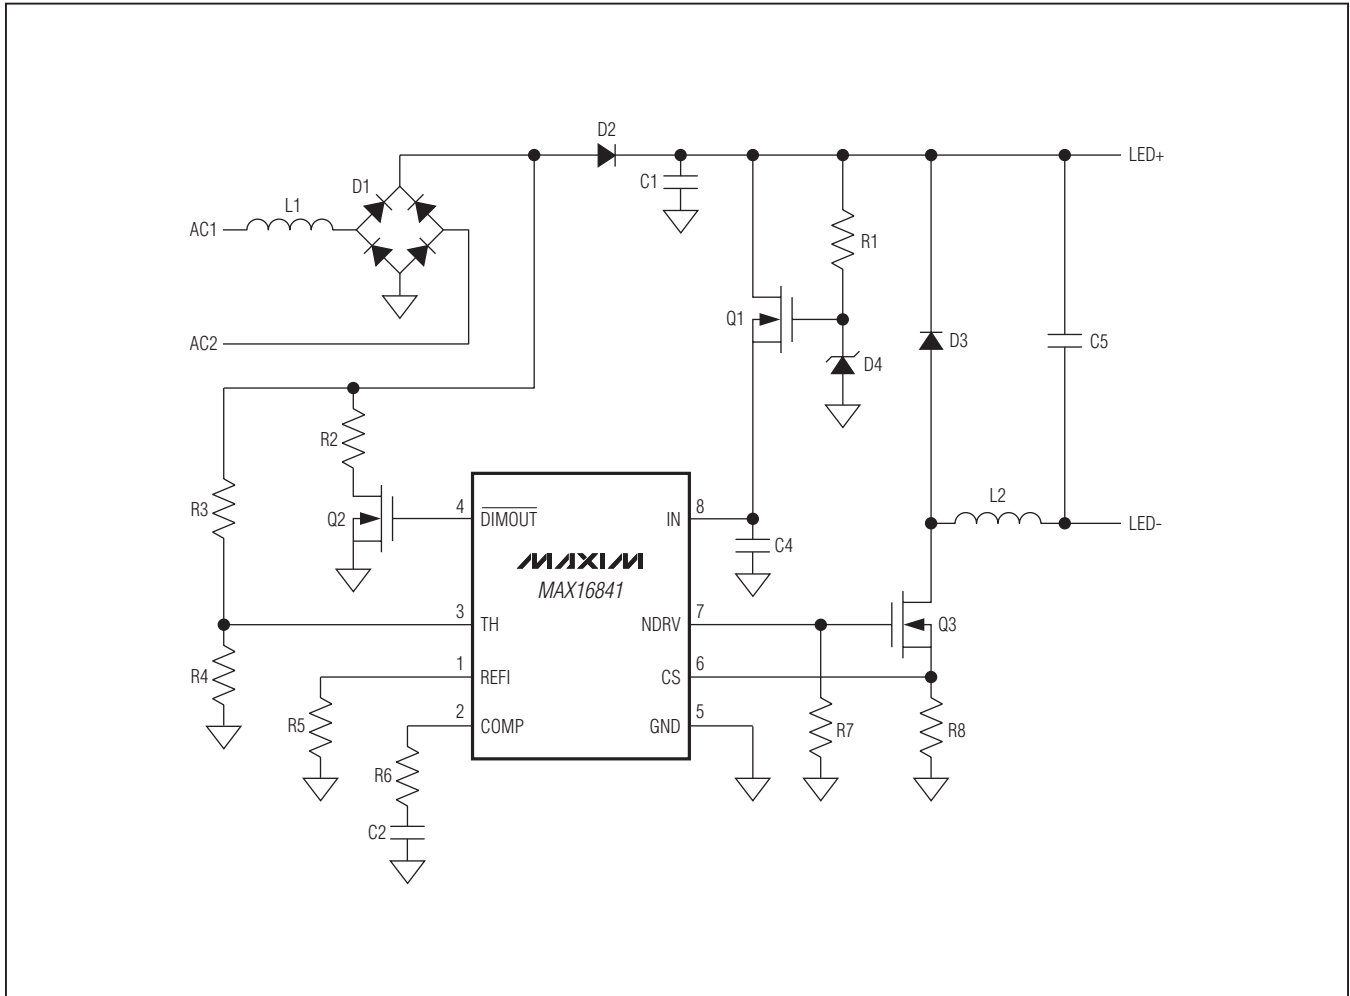 D2
LED+
D1
C1
L1
AC1
R1
Q1
AC2
D3
C5
D4
R2
R3
Q2
4
DIMOUT
IN
8
L2
LED-
C4
MAXIM
MAX16841
3
TH
NDRV
7
Q3
R4
1
REFI
CS
6
R5
2
COMP
GND
5
R7
R8
R6
C2